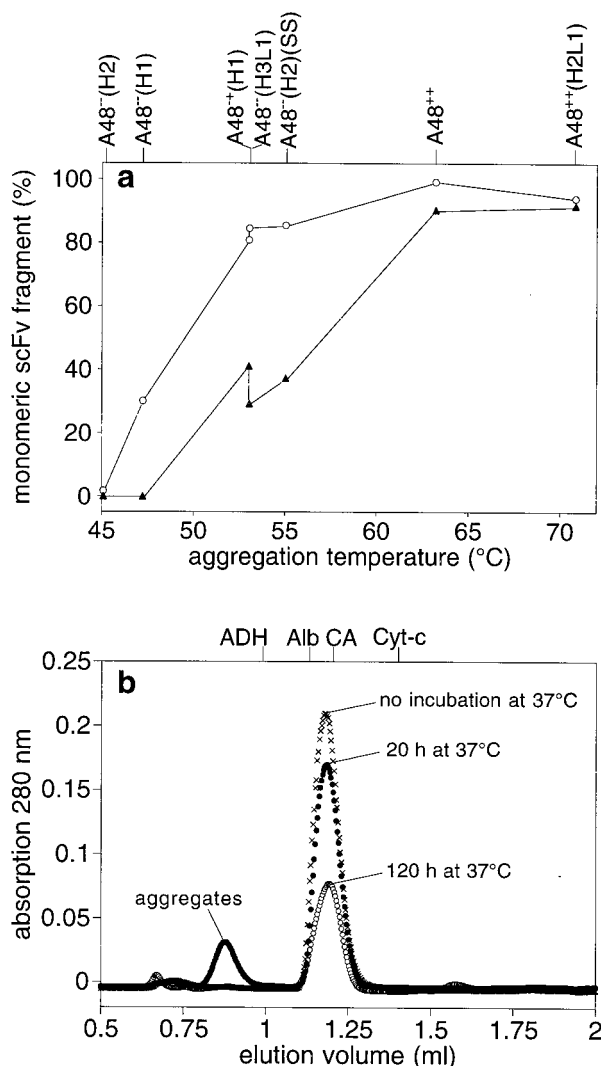 A48⁻⁻(H2)
A48⁻⁻(H1)
A48⁻⁺(H1)
A48⁻⁻(H3L1)
A48⁻⁻(H2)(SS)
A48⁺⁺
A48⁺⁺(H2L1)
a
100
80
60
40
20
0
monomeric scFv fragment (%)
45 50 55 60 65 70
aggregation temperature (°C)
ADH Alb CA Cyt-c
b
0.25
0.2
0.15
0.1
0.05
0
absorption 280 nm
no incubation at 37°C
20 h at 37°C
120 h at 37°C
aggregates
0.5 0.75 1 1.25 1.5 1.75 2
elution volume (ml)